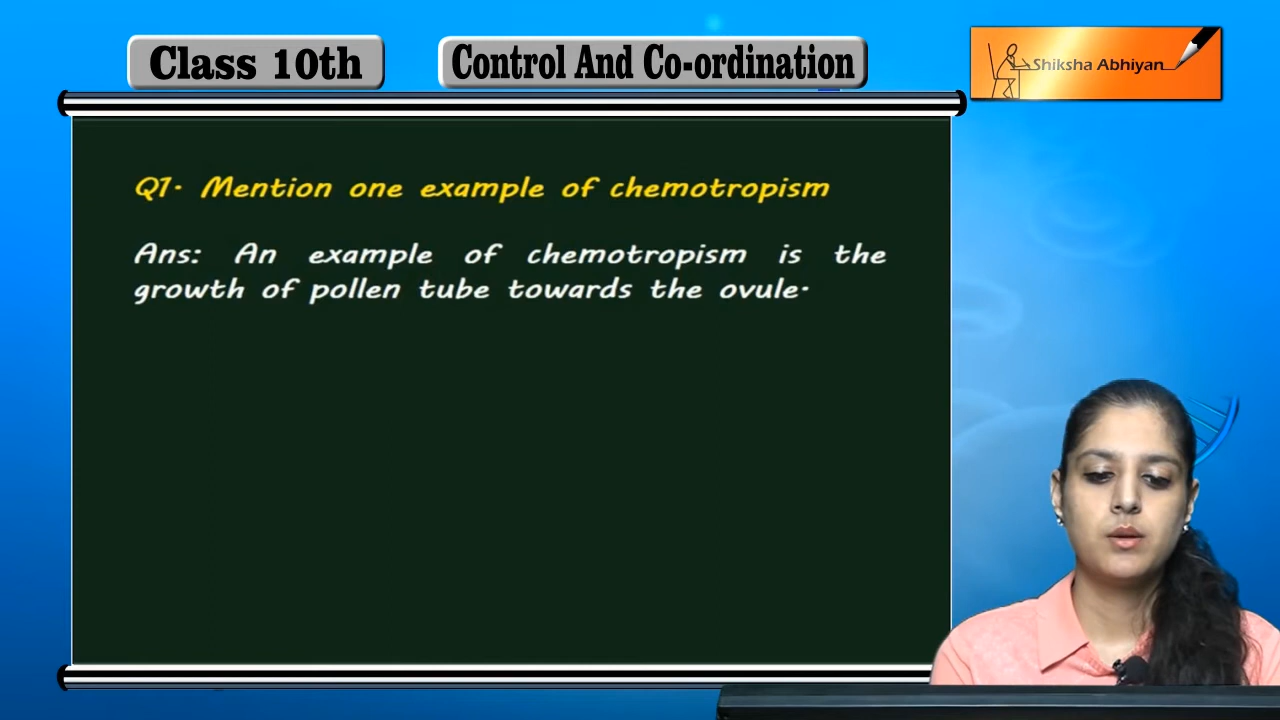 Class 10th
Control And Co-ordination
Shiksha Abhiyan
Q1. Mention one example of chemotropism
Ans: An example of chemotropism is the
growth of pollen tube towards the ovule.